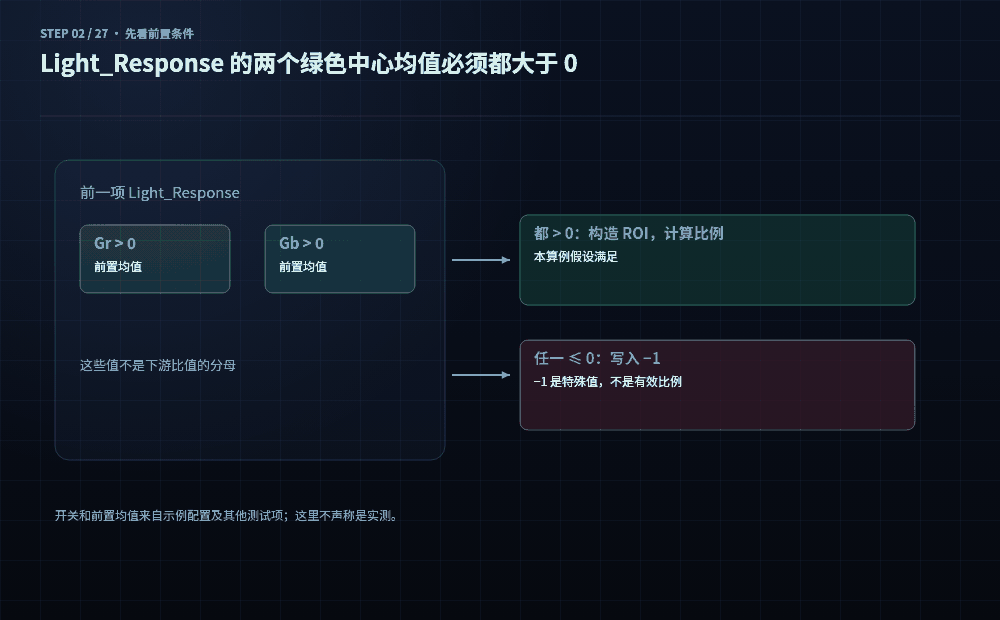 STEP 02 / 27 · 先看前置条件
Light_Response 的两个绿色中心均值必须都大于 0
前一项 Light_Response
Gr > 0
前置均值
Gb > 0
前置均值
这些值不是下游比值的分母
都 > 0：构造 ROI，计算比例
本算例假设满足
任一 ≤ 0：写入 −1
−1 是特殊值，不是有效比例
开关和前置均值来自示例配置及其他测试项；这里不声称是实测。